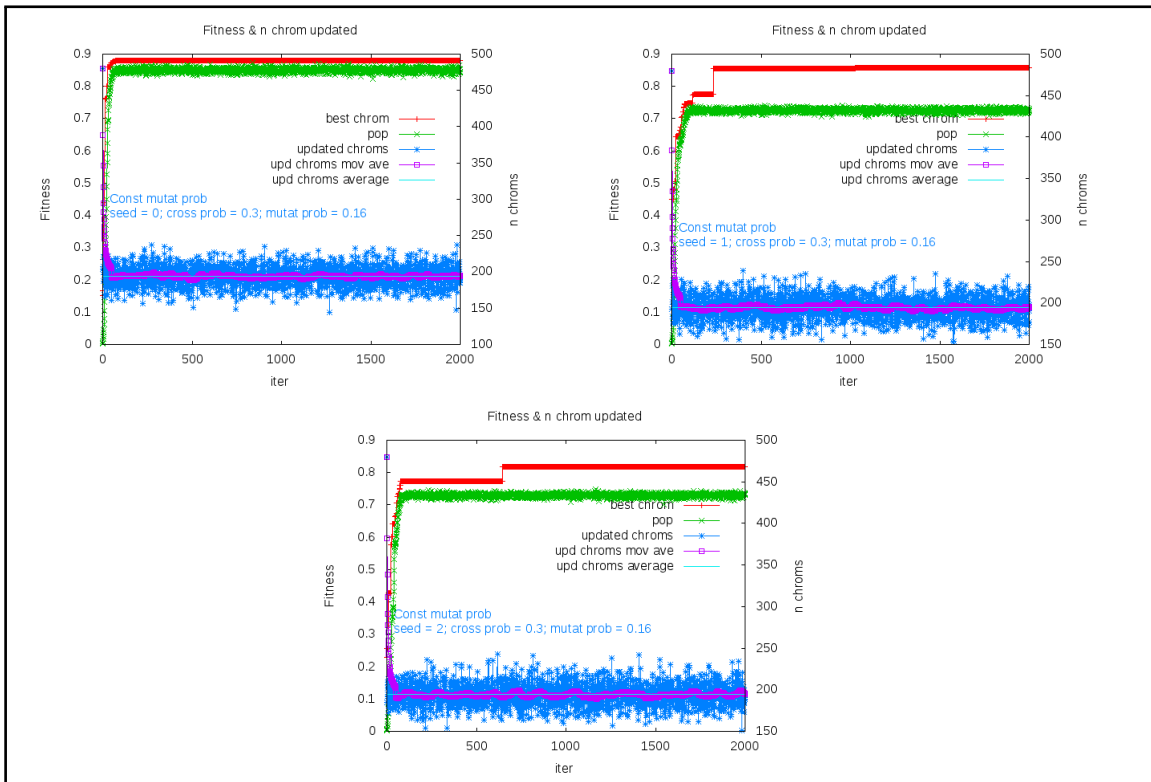 Fitness & n chrom updated
0.9
0.8
0.7
0.6
0.5
0.4
0.3
0.2
0.1
0
Fitness
500
450
400
350
300
250
200
150
100
n chroms
best chrom
pop
updated chroms
upd chroms mov ave
upd chroms average
Const mutat prob
seed = 0; cross prob = 0.3; mutat prob = 0.16
0 500 1000 1500 2000
iter
Fitness & n chrom updated
0.9
0.8
0.7
0.6
0.5
0.4
0.3
0.2
0.1
0
Fitness
500
450
400
350
300
250
200
150
n chroms
best chrom
pop
updated chroms
upd chroms mov ave
upd chroms average
Const mutat prob
seed = 1; cross prob = 0.3; mutat prob = 0.16
0 500 1000 1500 2000
iter
Fitness & n chrom updated
0.9
0.8
0.7
0.6
0.5
0.4
0.3
0.2
0.1
0
Fitness
500
450
400
350
300
250
200
150
n chroms
best chrom
pop
updated chroms
upd chroms mov ave
upd chroms average
Const mutat prob
seed = 2; cross prob = 0.3; mutat prob = 0.16
0 500 1000 1500 2000
iter